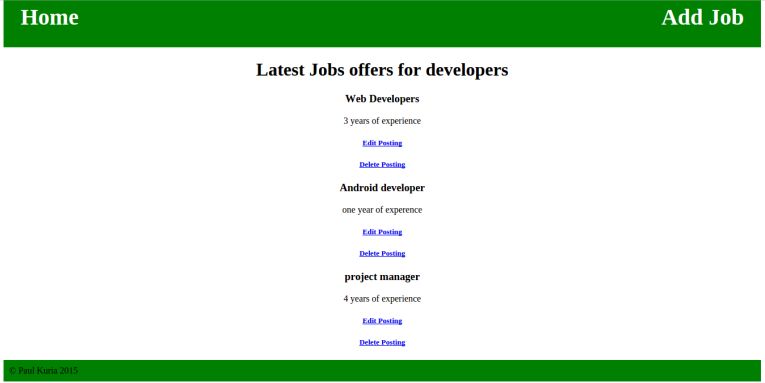 Home Add Job
Latest Jobs offers for developers
Web Developers
3 years of experience
Edit Posting
Delete Posting
Android developer
one year of experence
Edit Posting
Delete Posting
project manager
4 years of experience
Edit Posting
Delete Posting
© Paul Kuria 2015